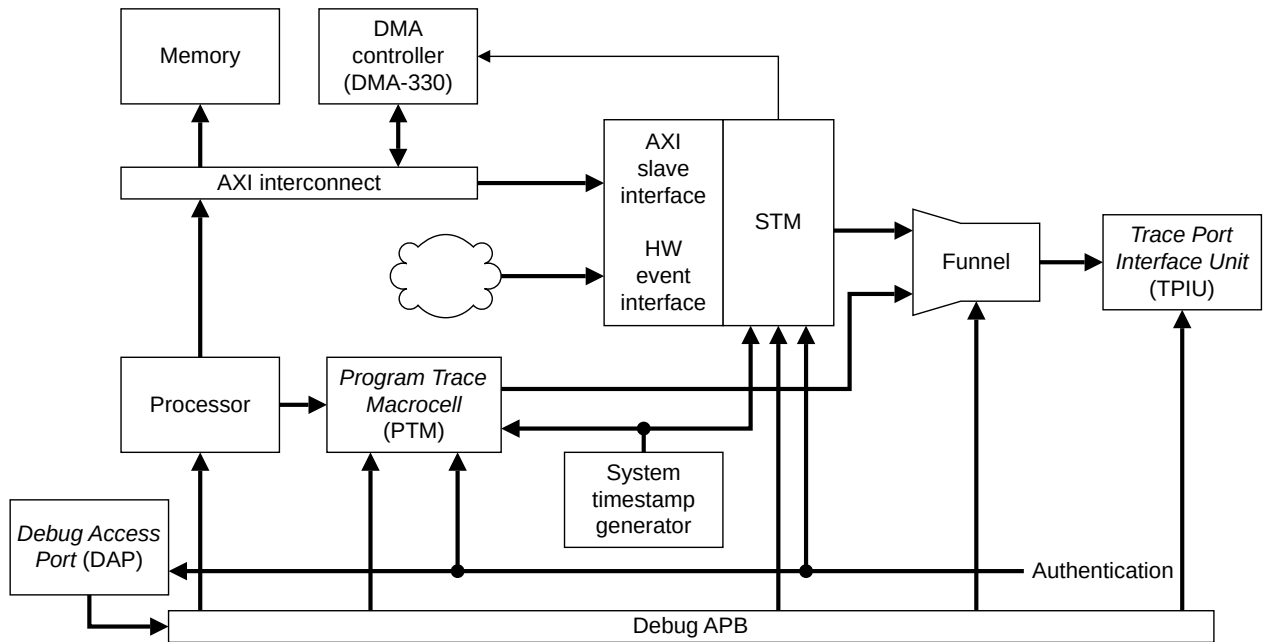 Memory
DMA
controller
(DMA-330)
AXI interconnect
AXI
slave
interface
HW
event
interface
STM
Funnel
Trace Port
Interface Unit
(TPIU)
Processor
Program Trace
Macrocell
(PTM)
System
timestamp
generator
Debug Access
Port (DAP)
Authentication
Debug APB